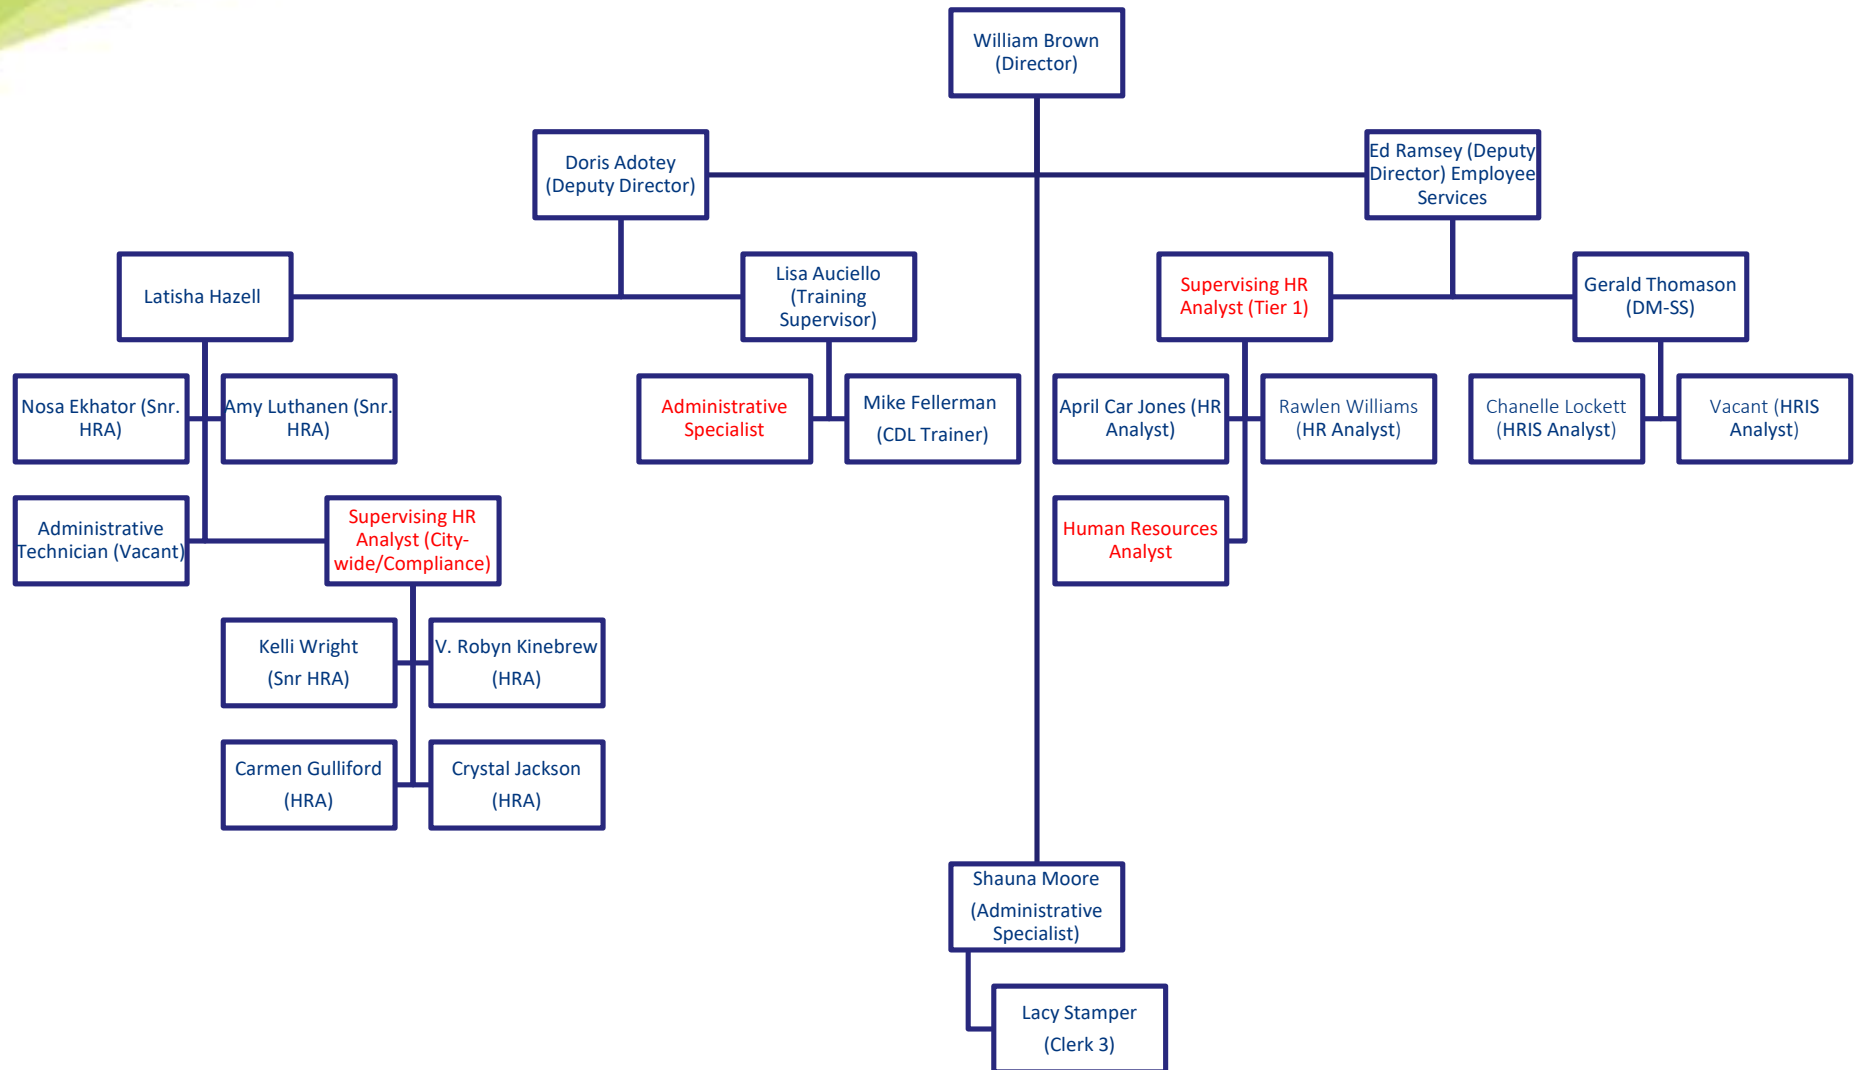 William Brown
(Director)
Doris Adotey
(Deputy Director)
Ed Ramsey (Deputy
Director) Employee
Services
Latisha Hazell
Lisa Auciello
(Training
Supervisor)
Supervising HR
Analyst (Tier 1)
Gerald Thomason
(DM-SS)
Nosa Ekhator (Snr.
HRA)
Amy Luthanen (Snr.
HRA)
Administrative
Specialist
Mike Fellerman
(CDL Trainer)
April Car Jones (HR
Analyst)
Rawlen Williams
(HR Analyst)
Chanelle Lockett
(HRIS Analyst)
Vacant (HRIS
Analyst)
Administrative
Technician (Vacant)
Supervising HR
Analyst (City-
wide/Compliance)
Human Resources
Analyst
Kelli Wright
(Snr HRA)
V. Robyn Kinebrew
(HRA)
Carmen Gulliford
(HRA)
Crystal Jackson
(HRA)
Shauna Moore
(Administrative
Specialist)
Lacy Stamper
(Clerk 3)